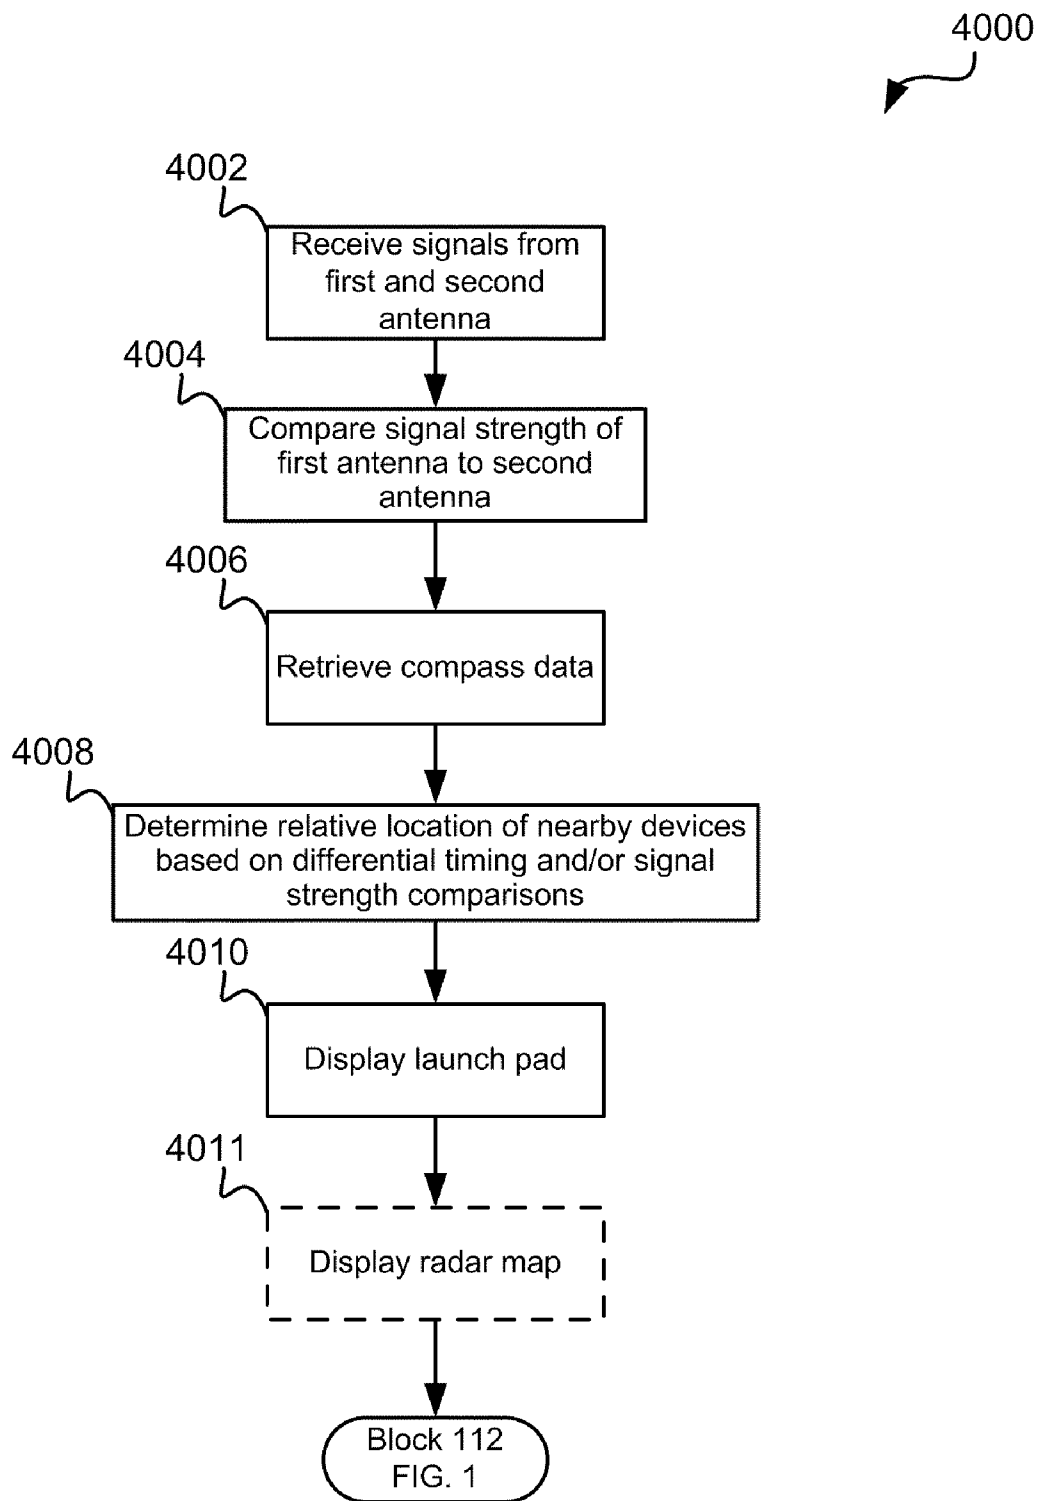 4000
4002
Receive signals from
first and second
antenna
4004
Compare signal strength of
first antenna to second
antenna
4006
Retrieve compass data
4008
Determine relative location of nearby devices
based on differential timing and/or signal
strength comparisons
4010
Display launch pad
4011
Display radar map
Block 112
FIG. 1